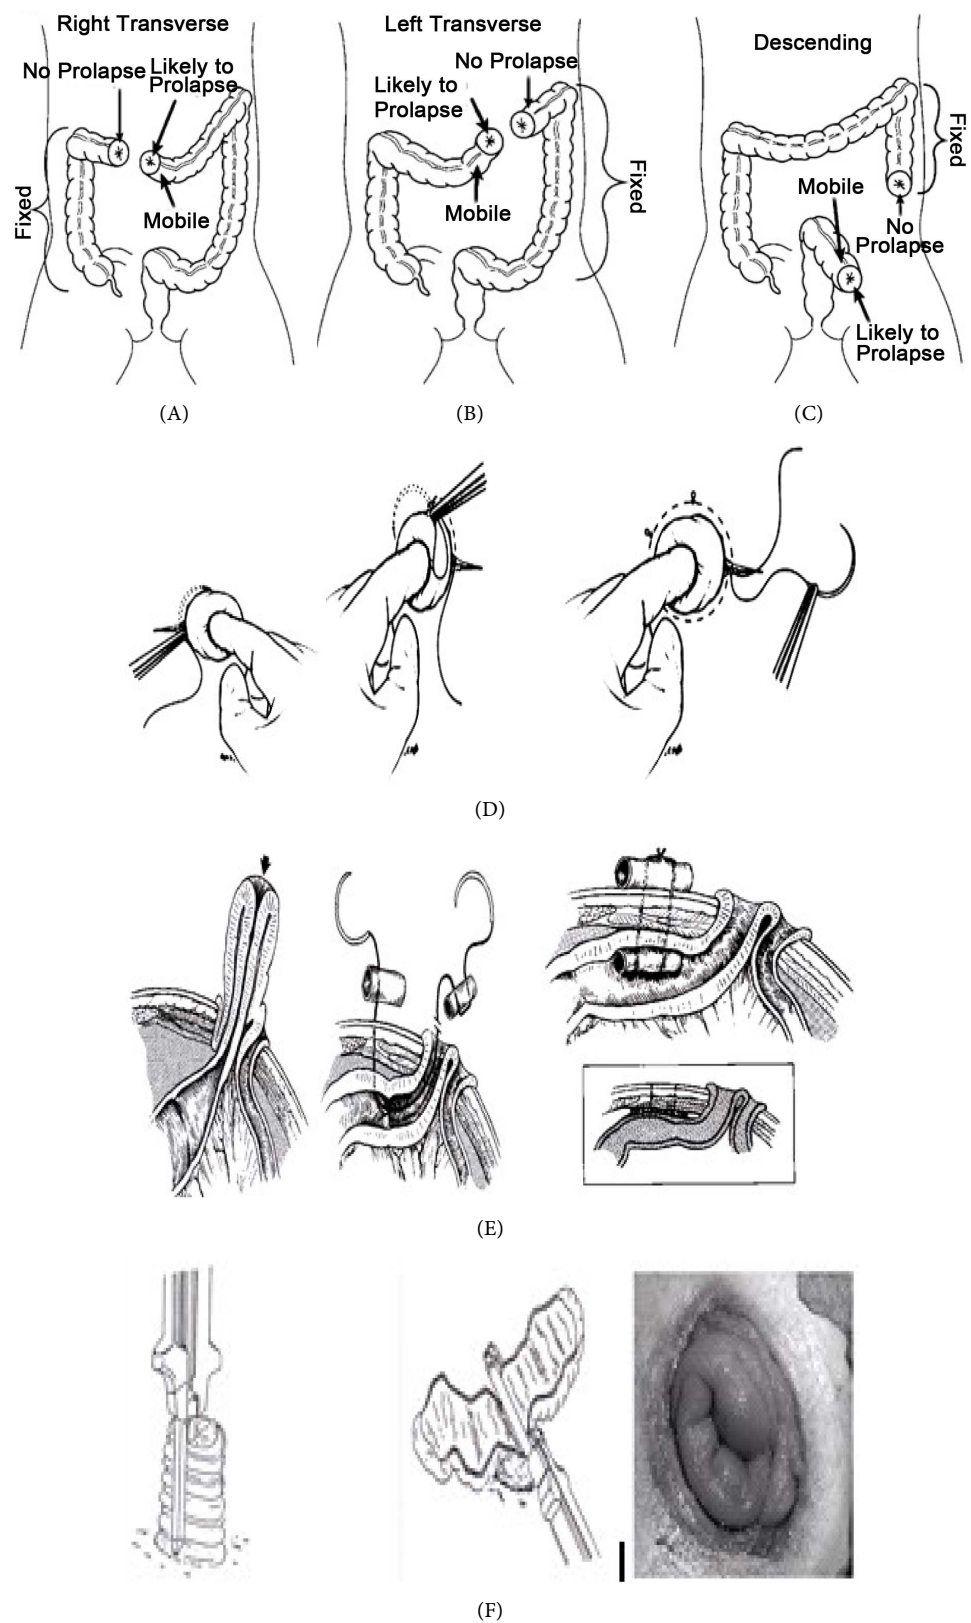 Right Transverse
No Prolapse
Likely to
Prolapse
Fixed
Mobile
(A)
Left Transverse
No Prolapse
Likely to
Prolapse
Mobile
Fixed
(B)
Descending
Fixed
Mobile
No
Prolapse
Likely to
Prolapse
(C)
(D)
(E)
(F)